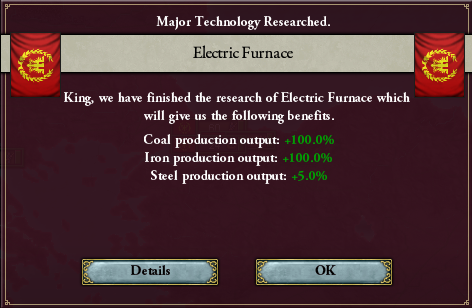 Major Technology Researched.
Electric Furnace
King, we have finished the research of Electric Furnace which
will give us the following benefits.
Coal production output: +100.0%
Iron production output: +100.0%
Steel production output: +5.0%
Details OK